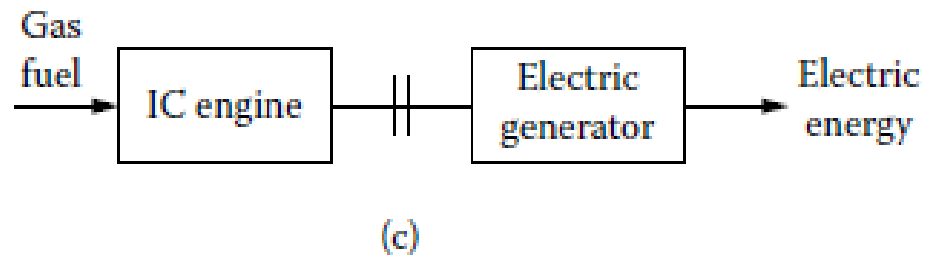 Gas
fuel
IC engine
Electric
generator
Electric
energy
(c)